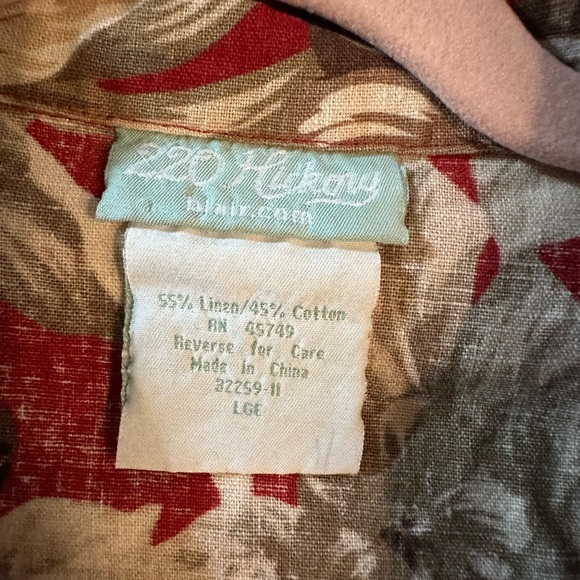 220 Hickory
blair.com
55% Linen/45% Cotton
RN 45749
Reverse for Care
Made in China
32259-11
LGE